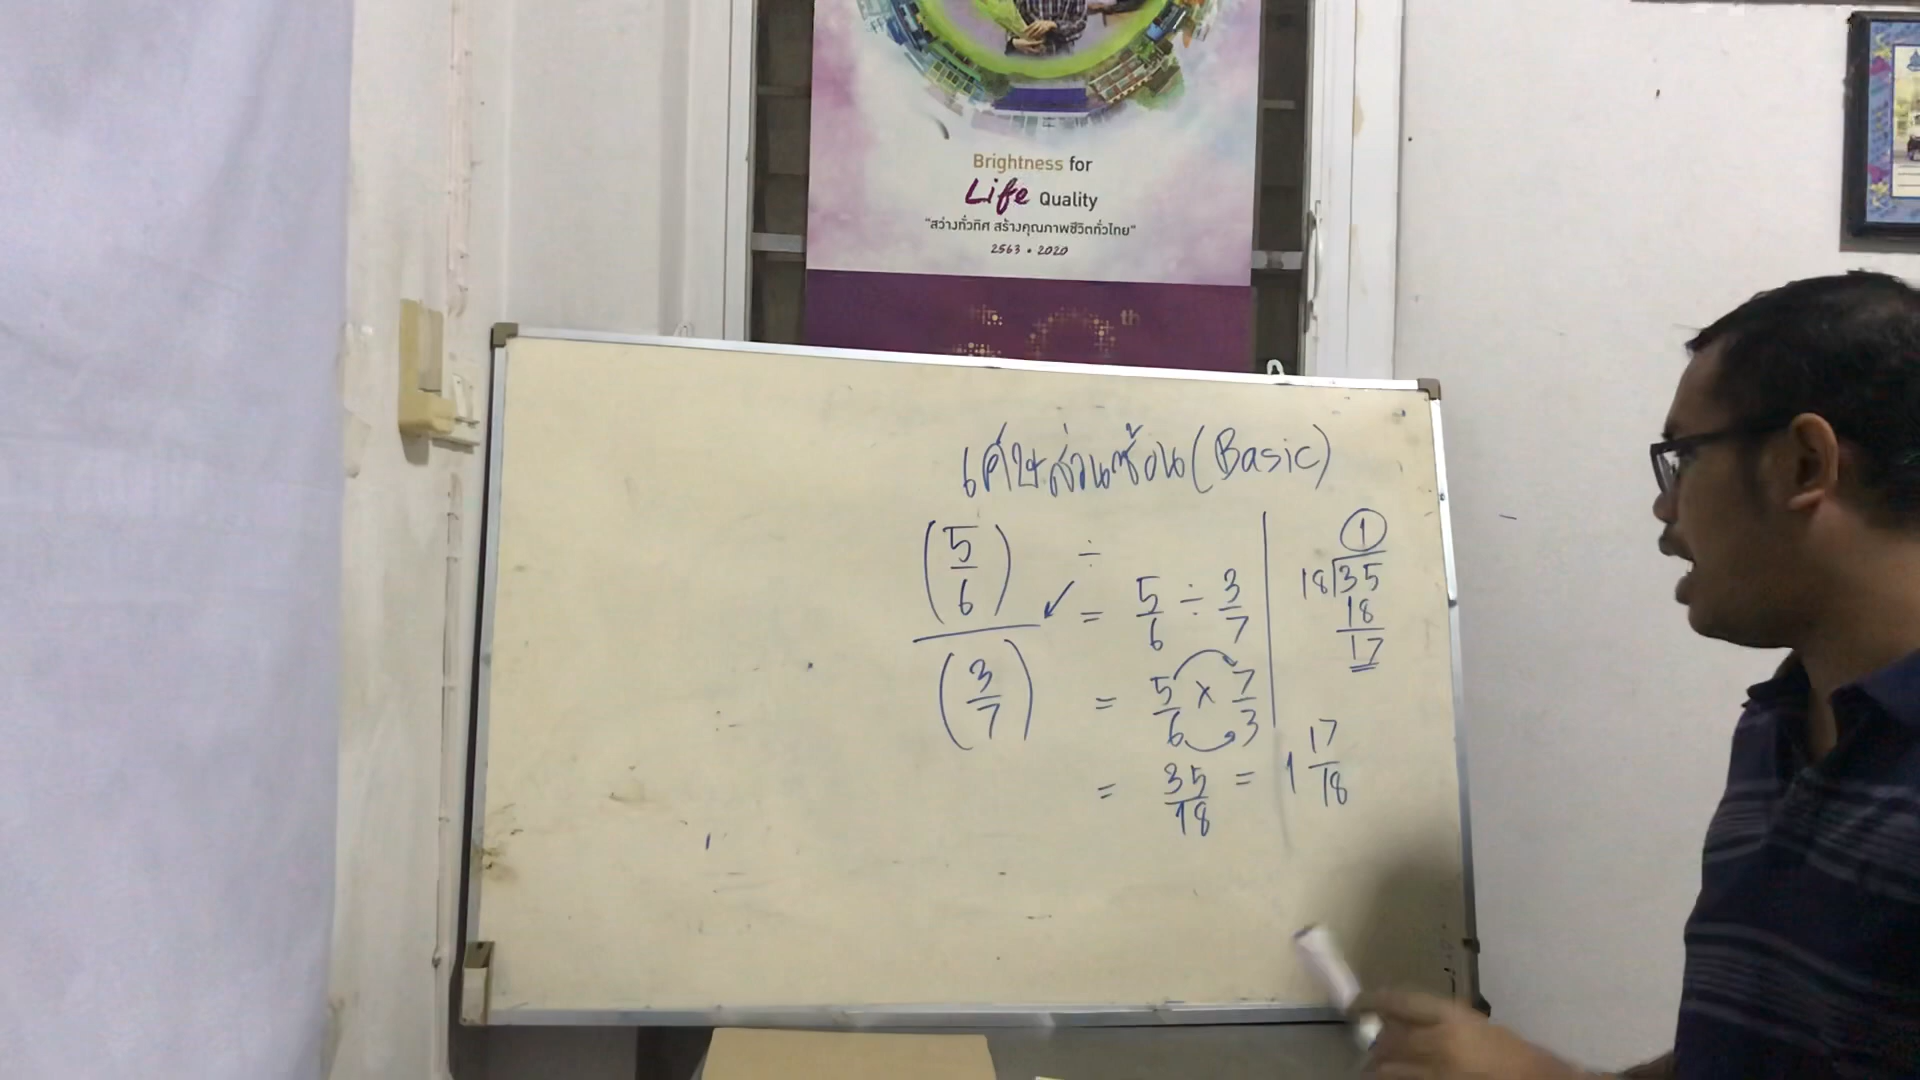 Brightness for
Life Quality
"สว่างทั่วทิศ สร้างคุณภาพชีวิตทั่วไทย"
2563 • 2020
th
เศษส่วนซ้อน (Basic)
(5/6) / (3/7) ÷
= 5/6 ÷ 3/7
= 5/6 × 7/3
= 35/18 = 1 17/18
1
18 35
18
17